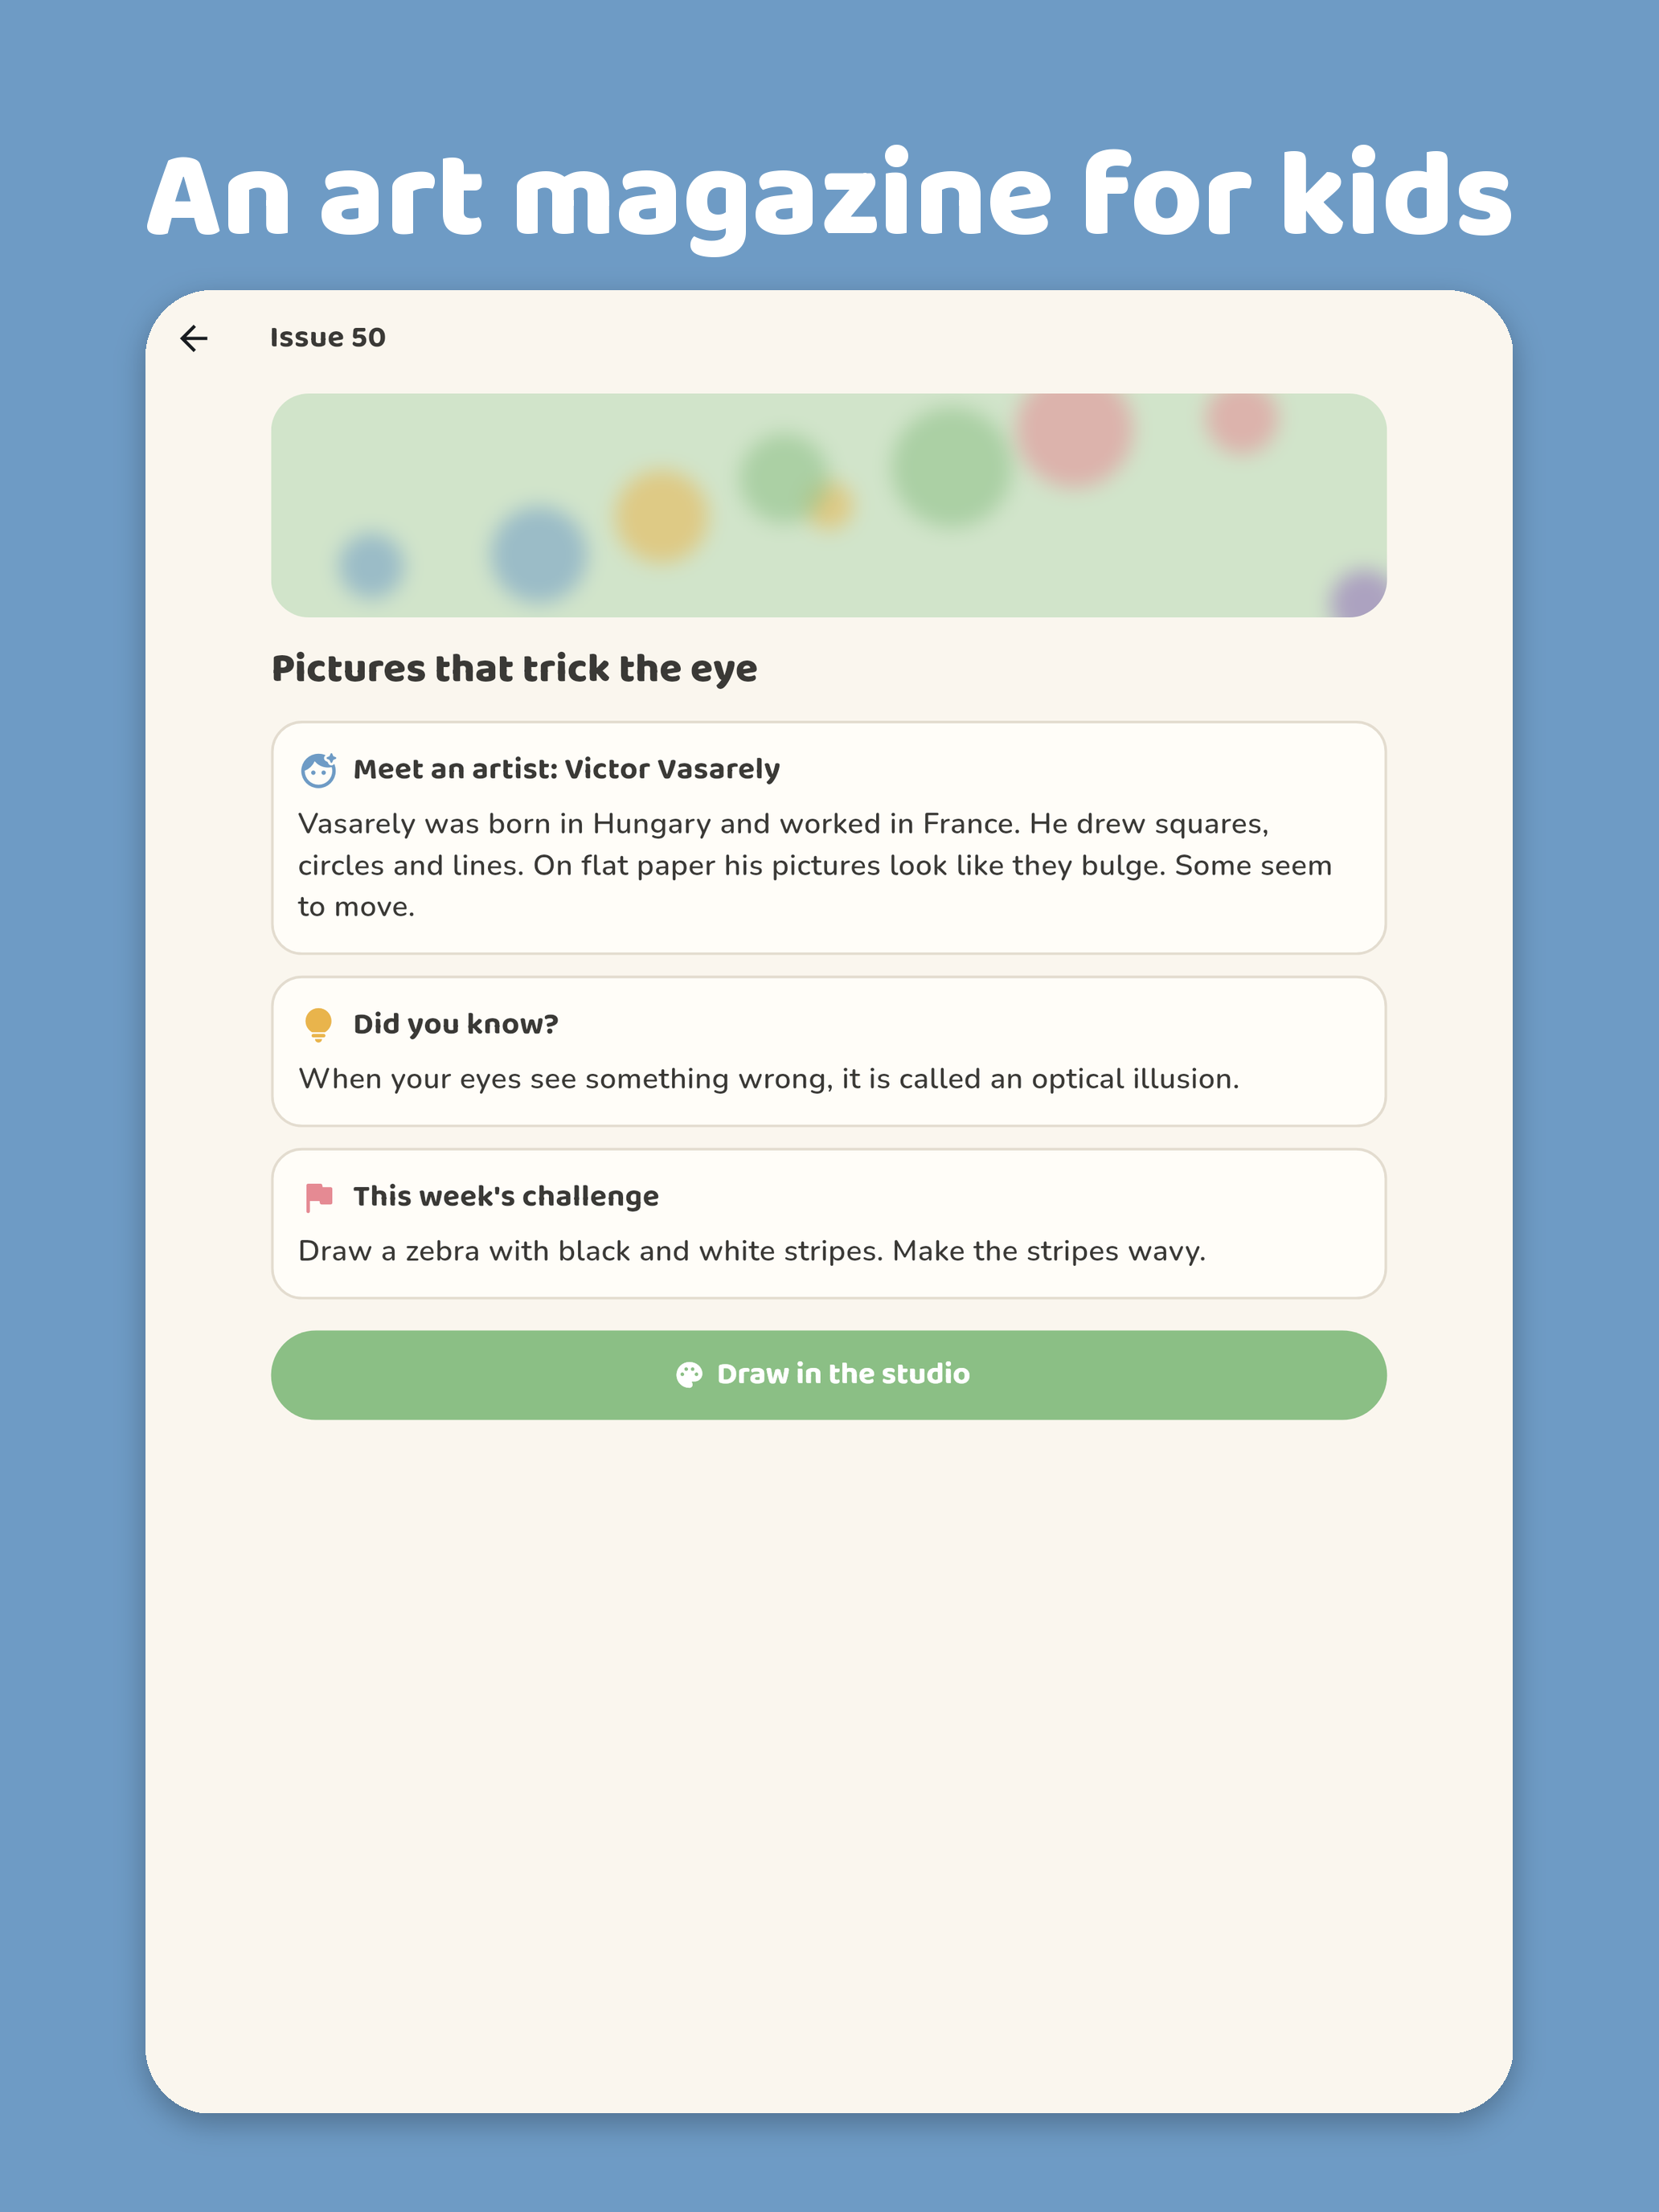 An art magazine for kids
Issue 50
Pictures that trick the eye
Meet an artist: Victor Vasarely
Vasarely was born in Hungary and worked in France. He drew squares,
circles and lines. On flat paper his pictures look like they bulge. Some seem
to move.
Did you know?
When your eyes see something wrong, it is called an optical illusion.
This week's challenge
Draw a zebra with black and white stripes. Make the stripes wavy.
Draw in the studio